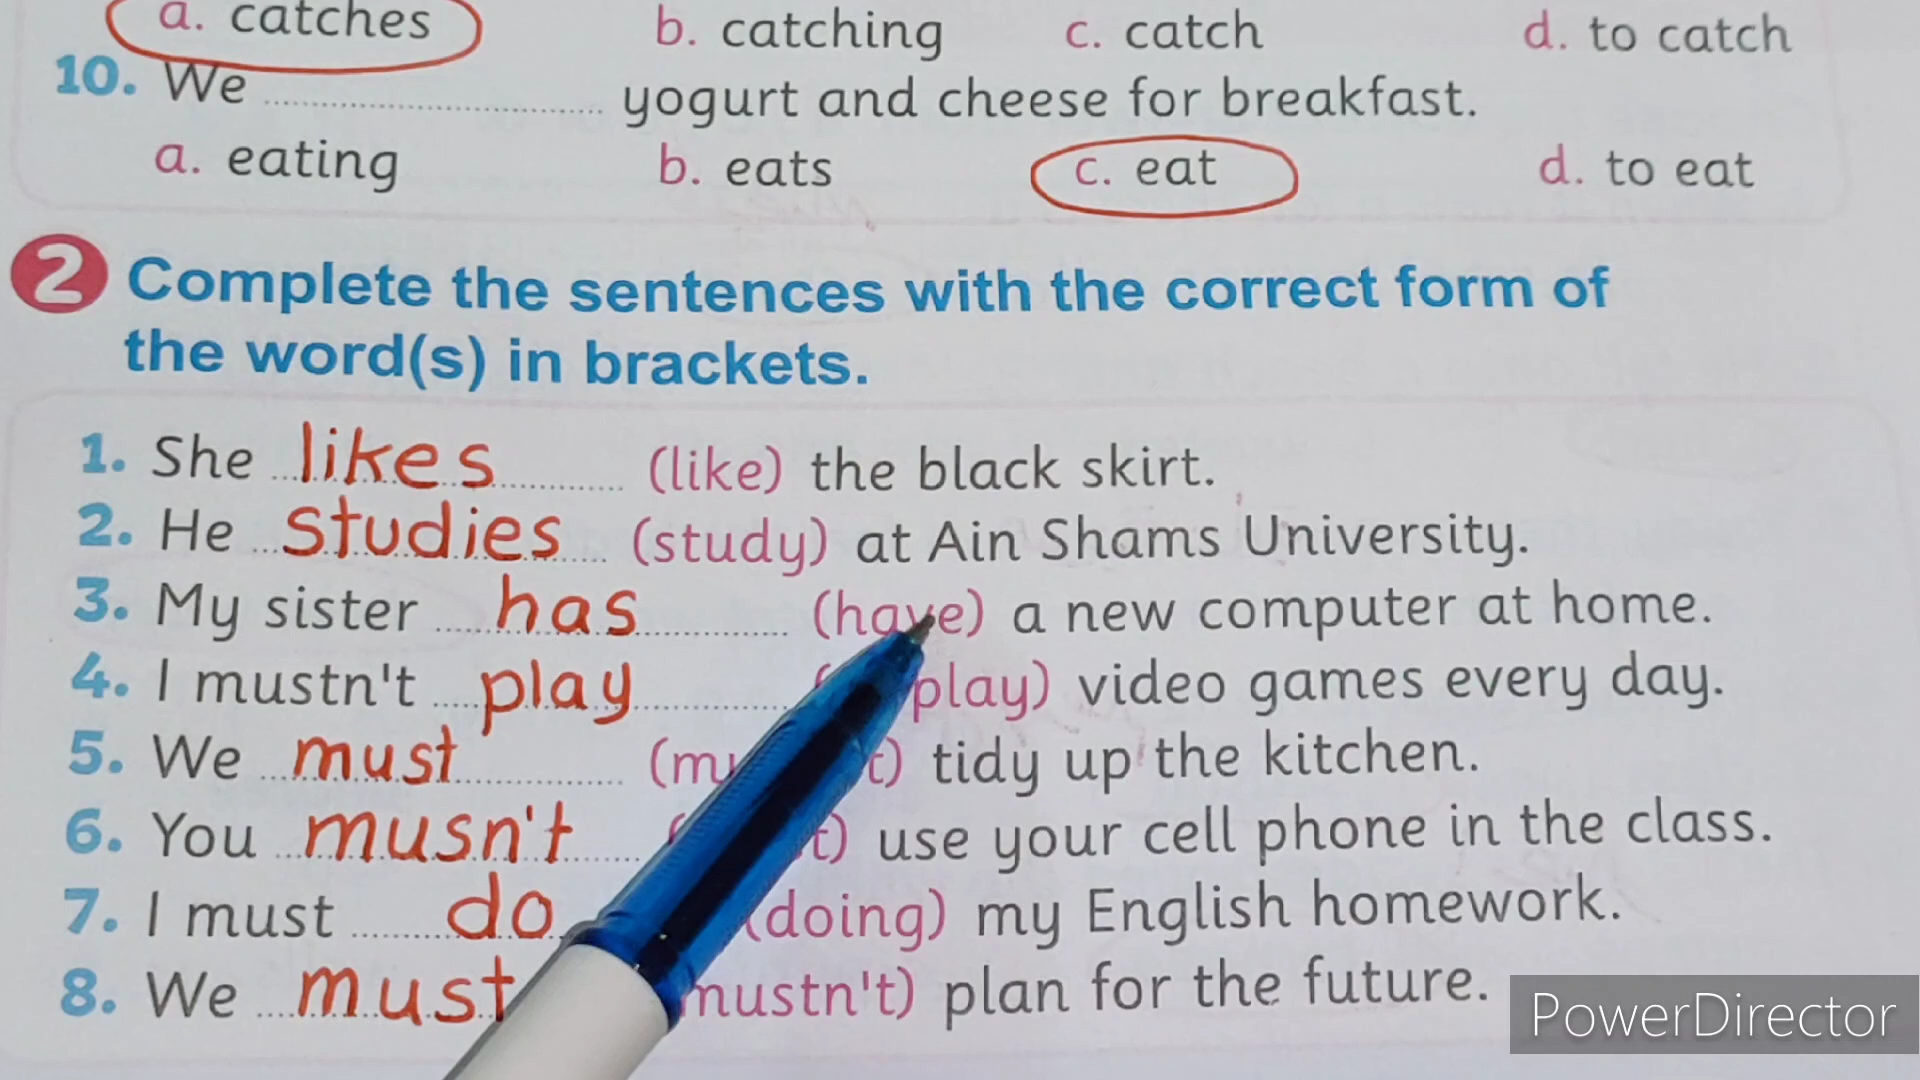 a. catches b. catching c. catch d. to catch
10. We yogurt and cheese for breakfast.
a. eating b. eats c. eat d. to eat
2 Complete the sentences with the correct form of
the word(s) in brackets.
1. She likes (like) the black skirt.
2. He studies (study) at Ain Shams University.
3. My sister has (have) a new computer at home.
4. I mustn't play play) video games every day.
5. We must tidy up the kitchen.
6. You musn't use your cell phone in the class.
7. I must do (doing) my English homework.
8. We must mustn't) plan for the future.
PowerDirector